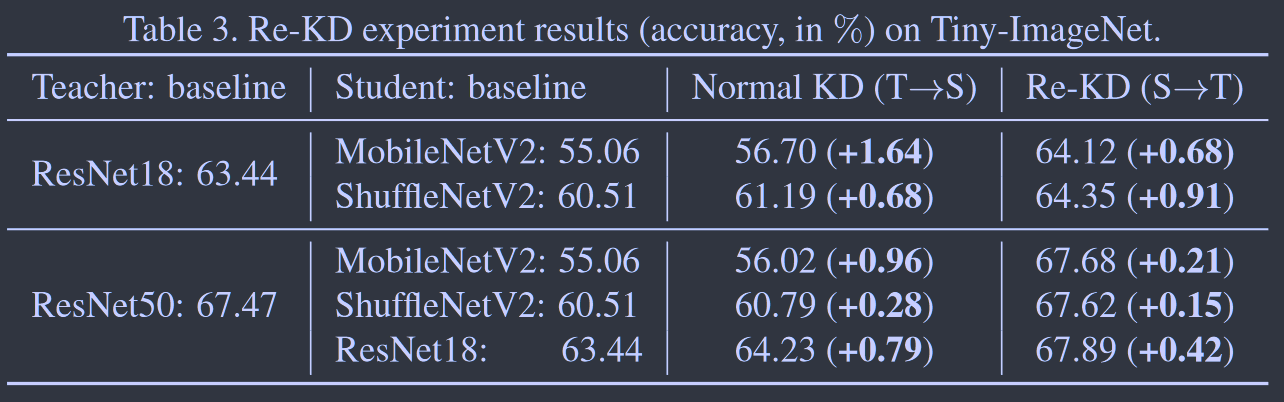 Table 3. Re-KD experiment results (accuracy, in %) on Tiny-ImageNet.
Teacher: baseline Student: baseline Normal KD (T→S) Re-KD (S→T)
ResNet18: 63.44
MobileNetV2: 55.06 56.70 (+1.64) 64.12 (+0.68)
ShuffleNetV2: 60.51 61.19 (+0.68) 64.35 (+0.91)
ResNet50: 67.47
MobileNetV2: 55.06 56.02 (+0.96) 67.68 (+0.21)
ShuffleNetV2: 60.51 60.79 (+0.28) 67.62 (+0.15)
ResNet18: 63.44 64.23 (+0.79) 67.89 (+0.42)